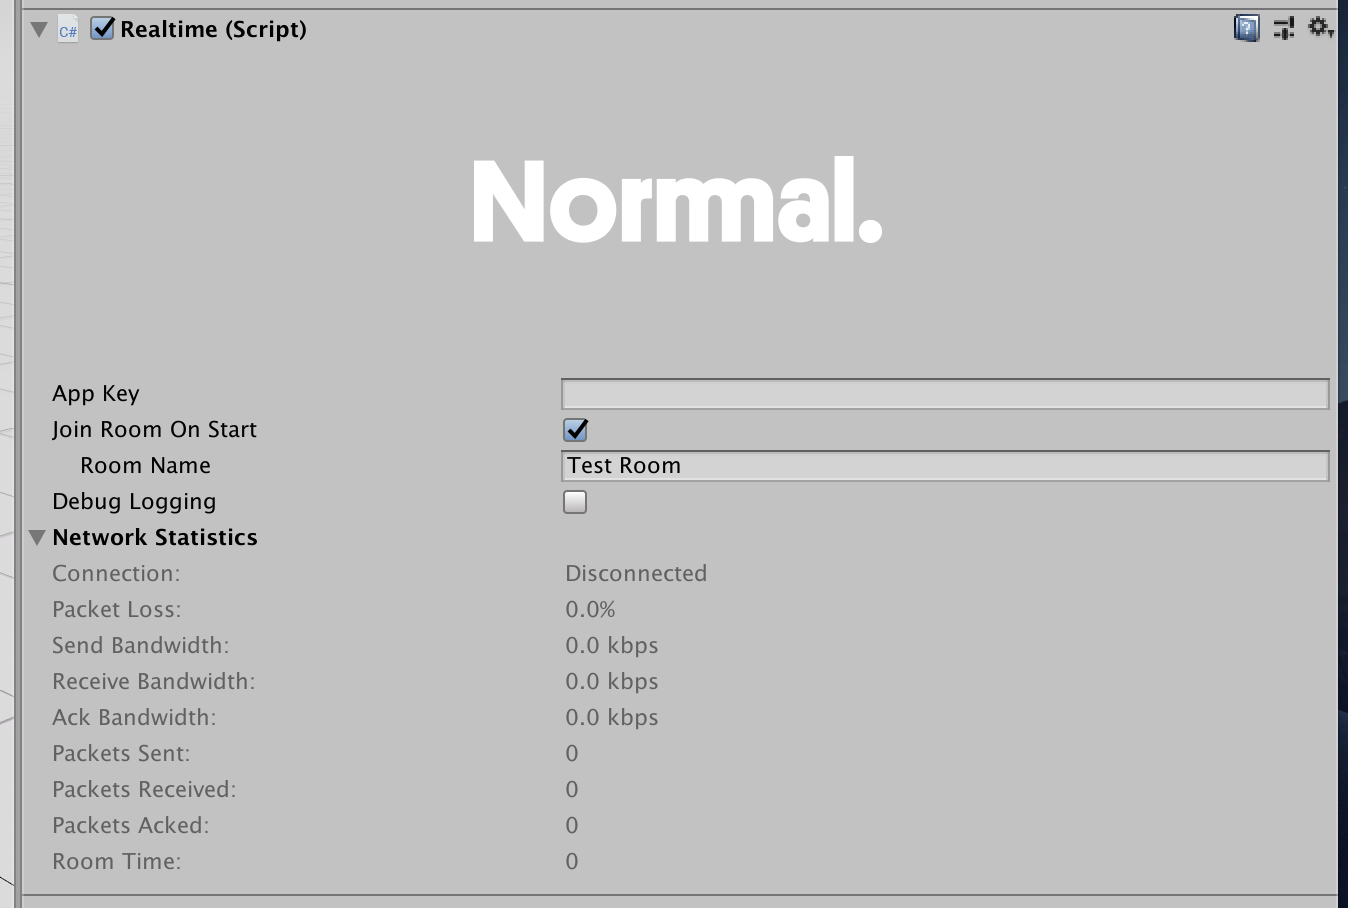 C# Realtime (Script)
Normal.
App Key
Join Room On Start
Room Name Test Room
Debug Logging
Network Statistics
Connection: Disconnected
Packet Loss: 0.0%
Send Bandwidth: 0.0 kbps
Receive Bandwidth: 0.0 kbps
Ack Bandwidth: 0.0 kbps
Packets Sent: 0
Packets Received: 0
Packets Acked: 0
Room Time: 0